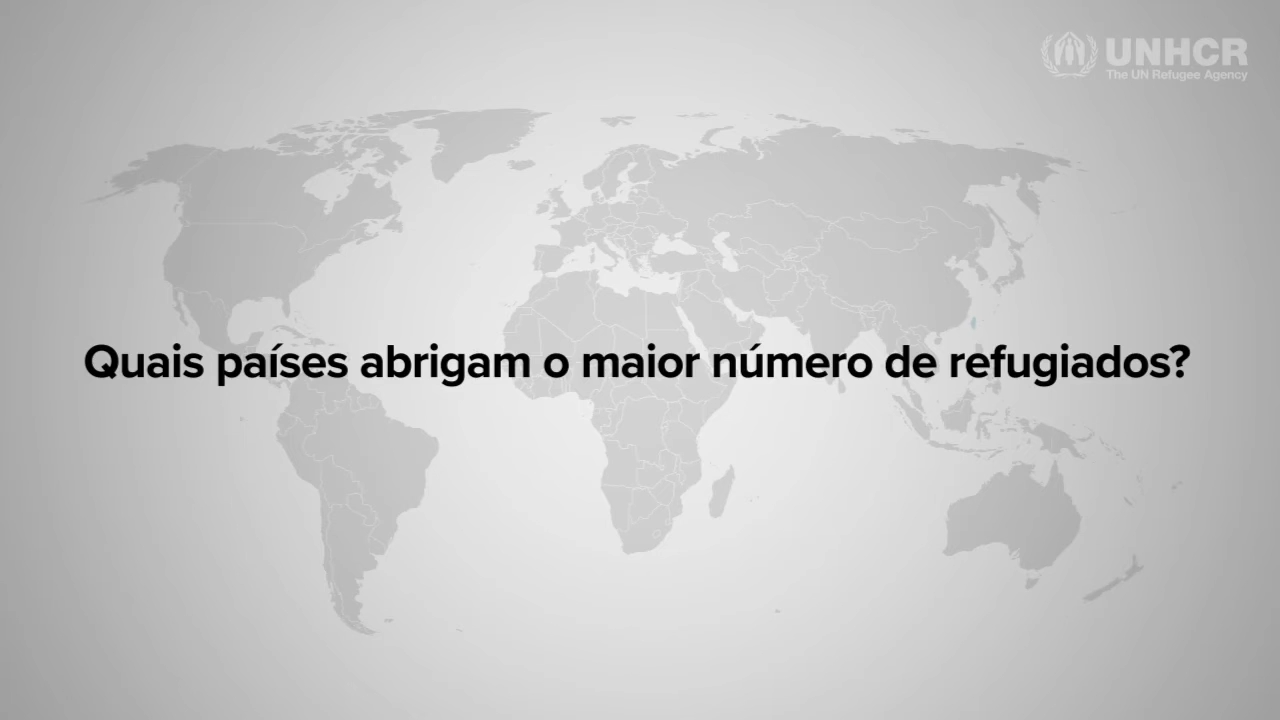 UNHCR
The UN Refugee Agency
Quais países abrigam o maior número de refugiados?